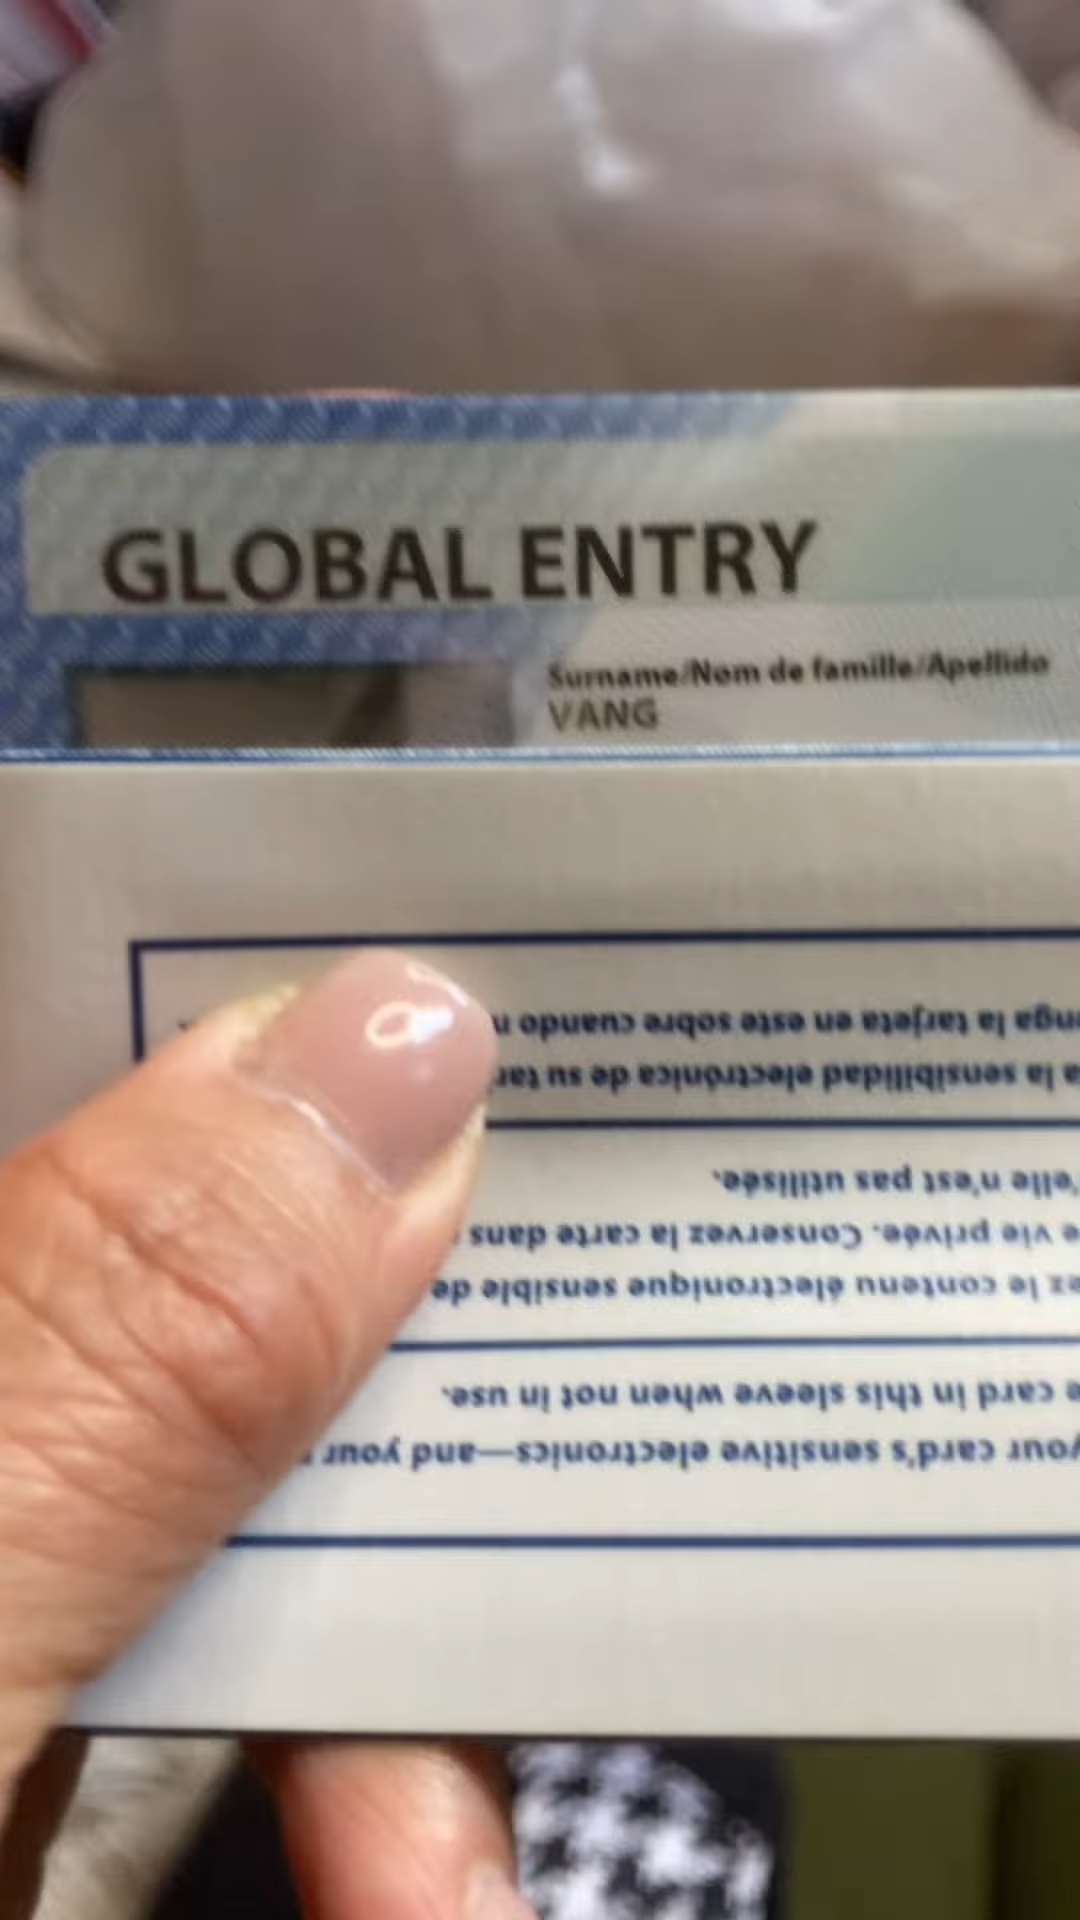 GLOBAL ENTRY
Surname/Nom de famille/Apellido
VANG
your card's sensitive electronics—and your
card in this sleeve when not in use.
le contenu électronique sensible de
vie privée. Conservez la carte dans
elle n'est pas utilisée.
la sensibilidad electrónica de su
la tarjeta en este sobre cuando